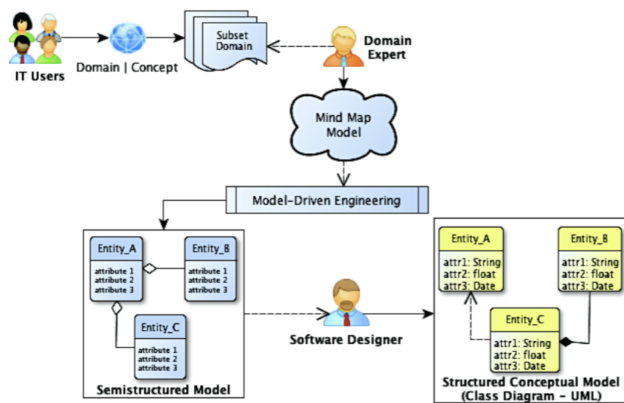 IT Users
Domain | Concept
Subset
Domain
Domain
Expert
Mind Map
Model
Model-Driven Engineering
Entity_A
attribute 1
attribute 2
attribute 3
Entity_B
attribute 1
attribute 2
attribute 3
Entity_C
attribute 1
attribute 2
attribute 3
Semistructured Model
Software Designer
Entity_A
attr1: String
attr2: float
attr3: Date
Entity_B
attr1: String
attr2: float
attr3: Date
Entity_C
attr1: String
attr2: float
attr3: Date
Structured Conceptual Model
(Class Diagram - UML)